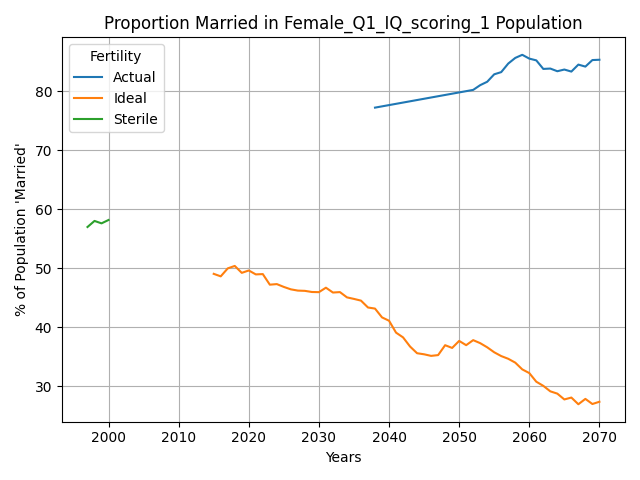 Proportion Married in Female_Q1_IQ_scoring_1 Population
Fertility
Actual
Ideal
Sterile
% of Population 'Married'
80
70
60
50
40
30
2000 2010 2020 2030 2040 2050 2060 2070
Years